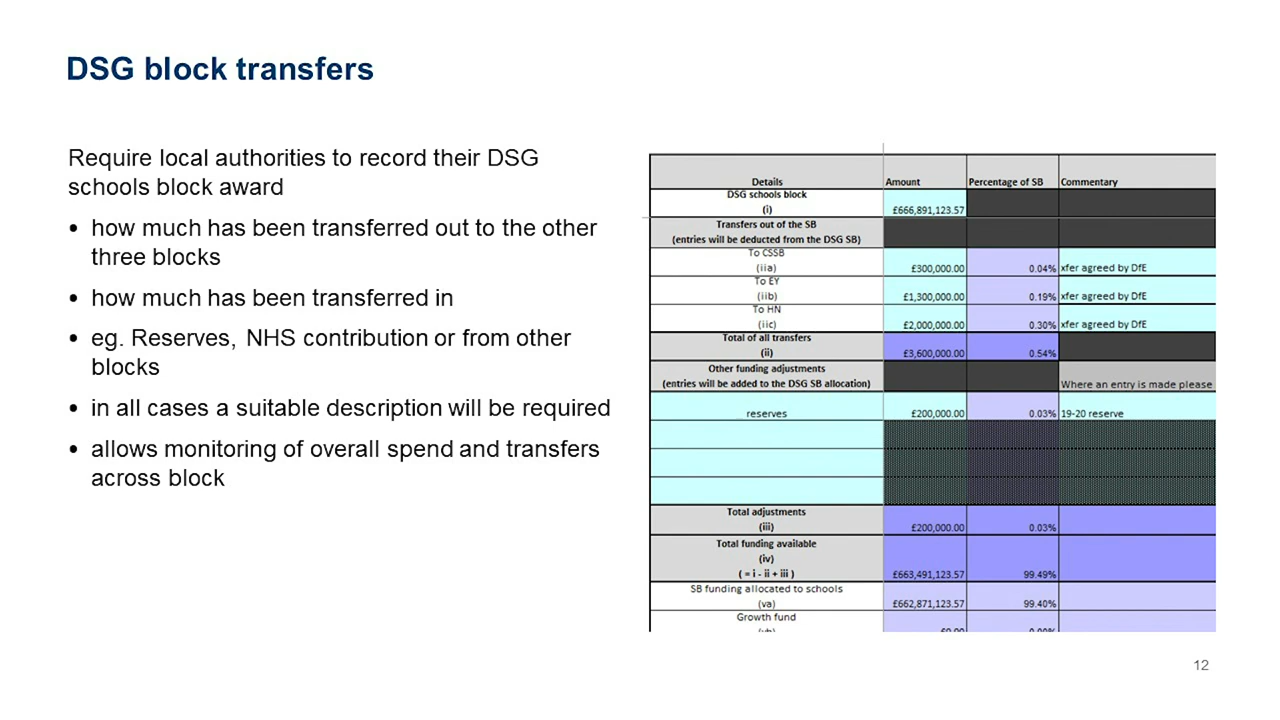 DSG block transfers
Require local authorities to record their DSG
schools block award
• how much has been transferred out to the other
three blocks
• how much has been transferred in
• eg. Reserves, NHS contribution or from other
blocks
• in all cases a suitable description will be required
• allows monitoring of overall spend and transfers
across block
Details Amount Percentage of SB Commentary
DSG schools block
(i) £666,891,123.57
Transfers out of the SB
(entries will be deducted from the DSG SB)
To CSSB
(iia) £300,000.00 0.04% xfer agreed by DfE
To EY
(iib) £1,300,000.00 0.19% xfer agreed by DfE
To HN
(iic) £2,000,000.00 0.30% xfer agreed by DfE
Total of all transfers
(ii) £3,600,000.00 0.54%
Other funding adjustments
(entries will be added to the DSG SB allocation) Where an entry is made please
reserves £200,000.00 0.03% 19-20 reserve
Total adjustments
(iii) £200,000.00 0.03%
Total funding available
(iv)
( = i - ii + iii ) £663,491,123.57 99.49%
SB funding allocated to schools
(va) £662,871,123.57 99.40%
Growth fund
12